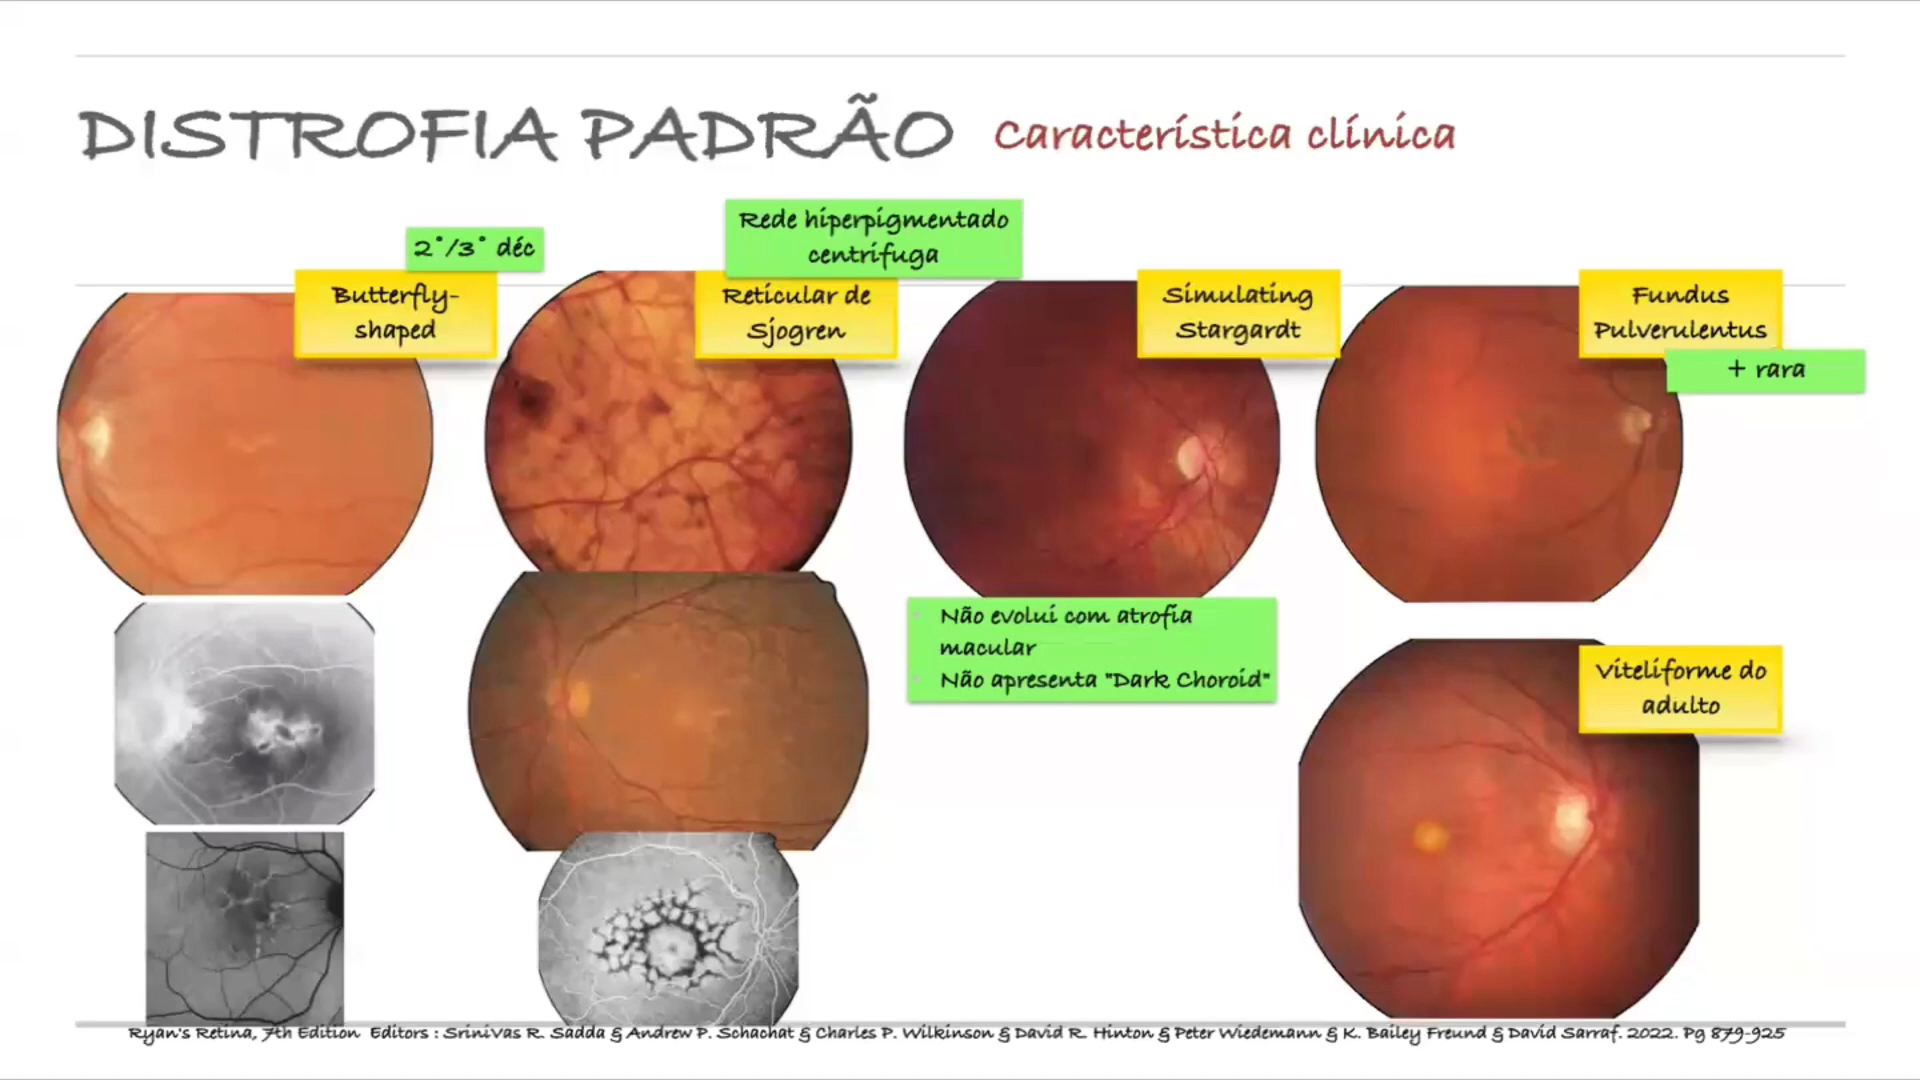 DISTROFIA PADRÃO Característica clínica
2°/3° déc
Butterfly-
shaped
Rede hiperpigmentado
centrífuga
Reticular de
Sjogren
Simulating
Stargardt
Fundus
Pulverulentus
+ rara
Não evolui com atrofia
macular
Não apresenta "Dark Choroid"
Viteliforme do
adulto
Ryan's Retina, 7th Edition Editors : SriniVas R. Sadda & Andrew P. Schachat & Charles P. Wilkinson & David R. Hinton & Peter Wiedemann & K. Bailey Freund & David Sarraf. 2022. Pg 879-925